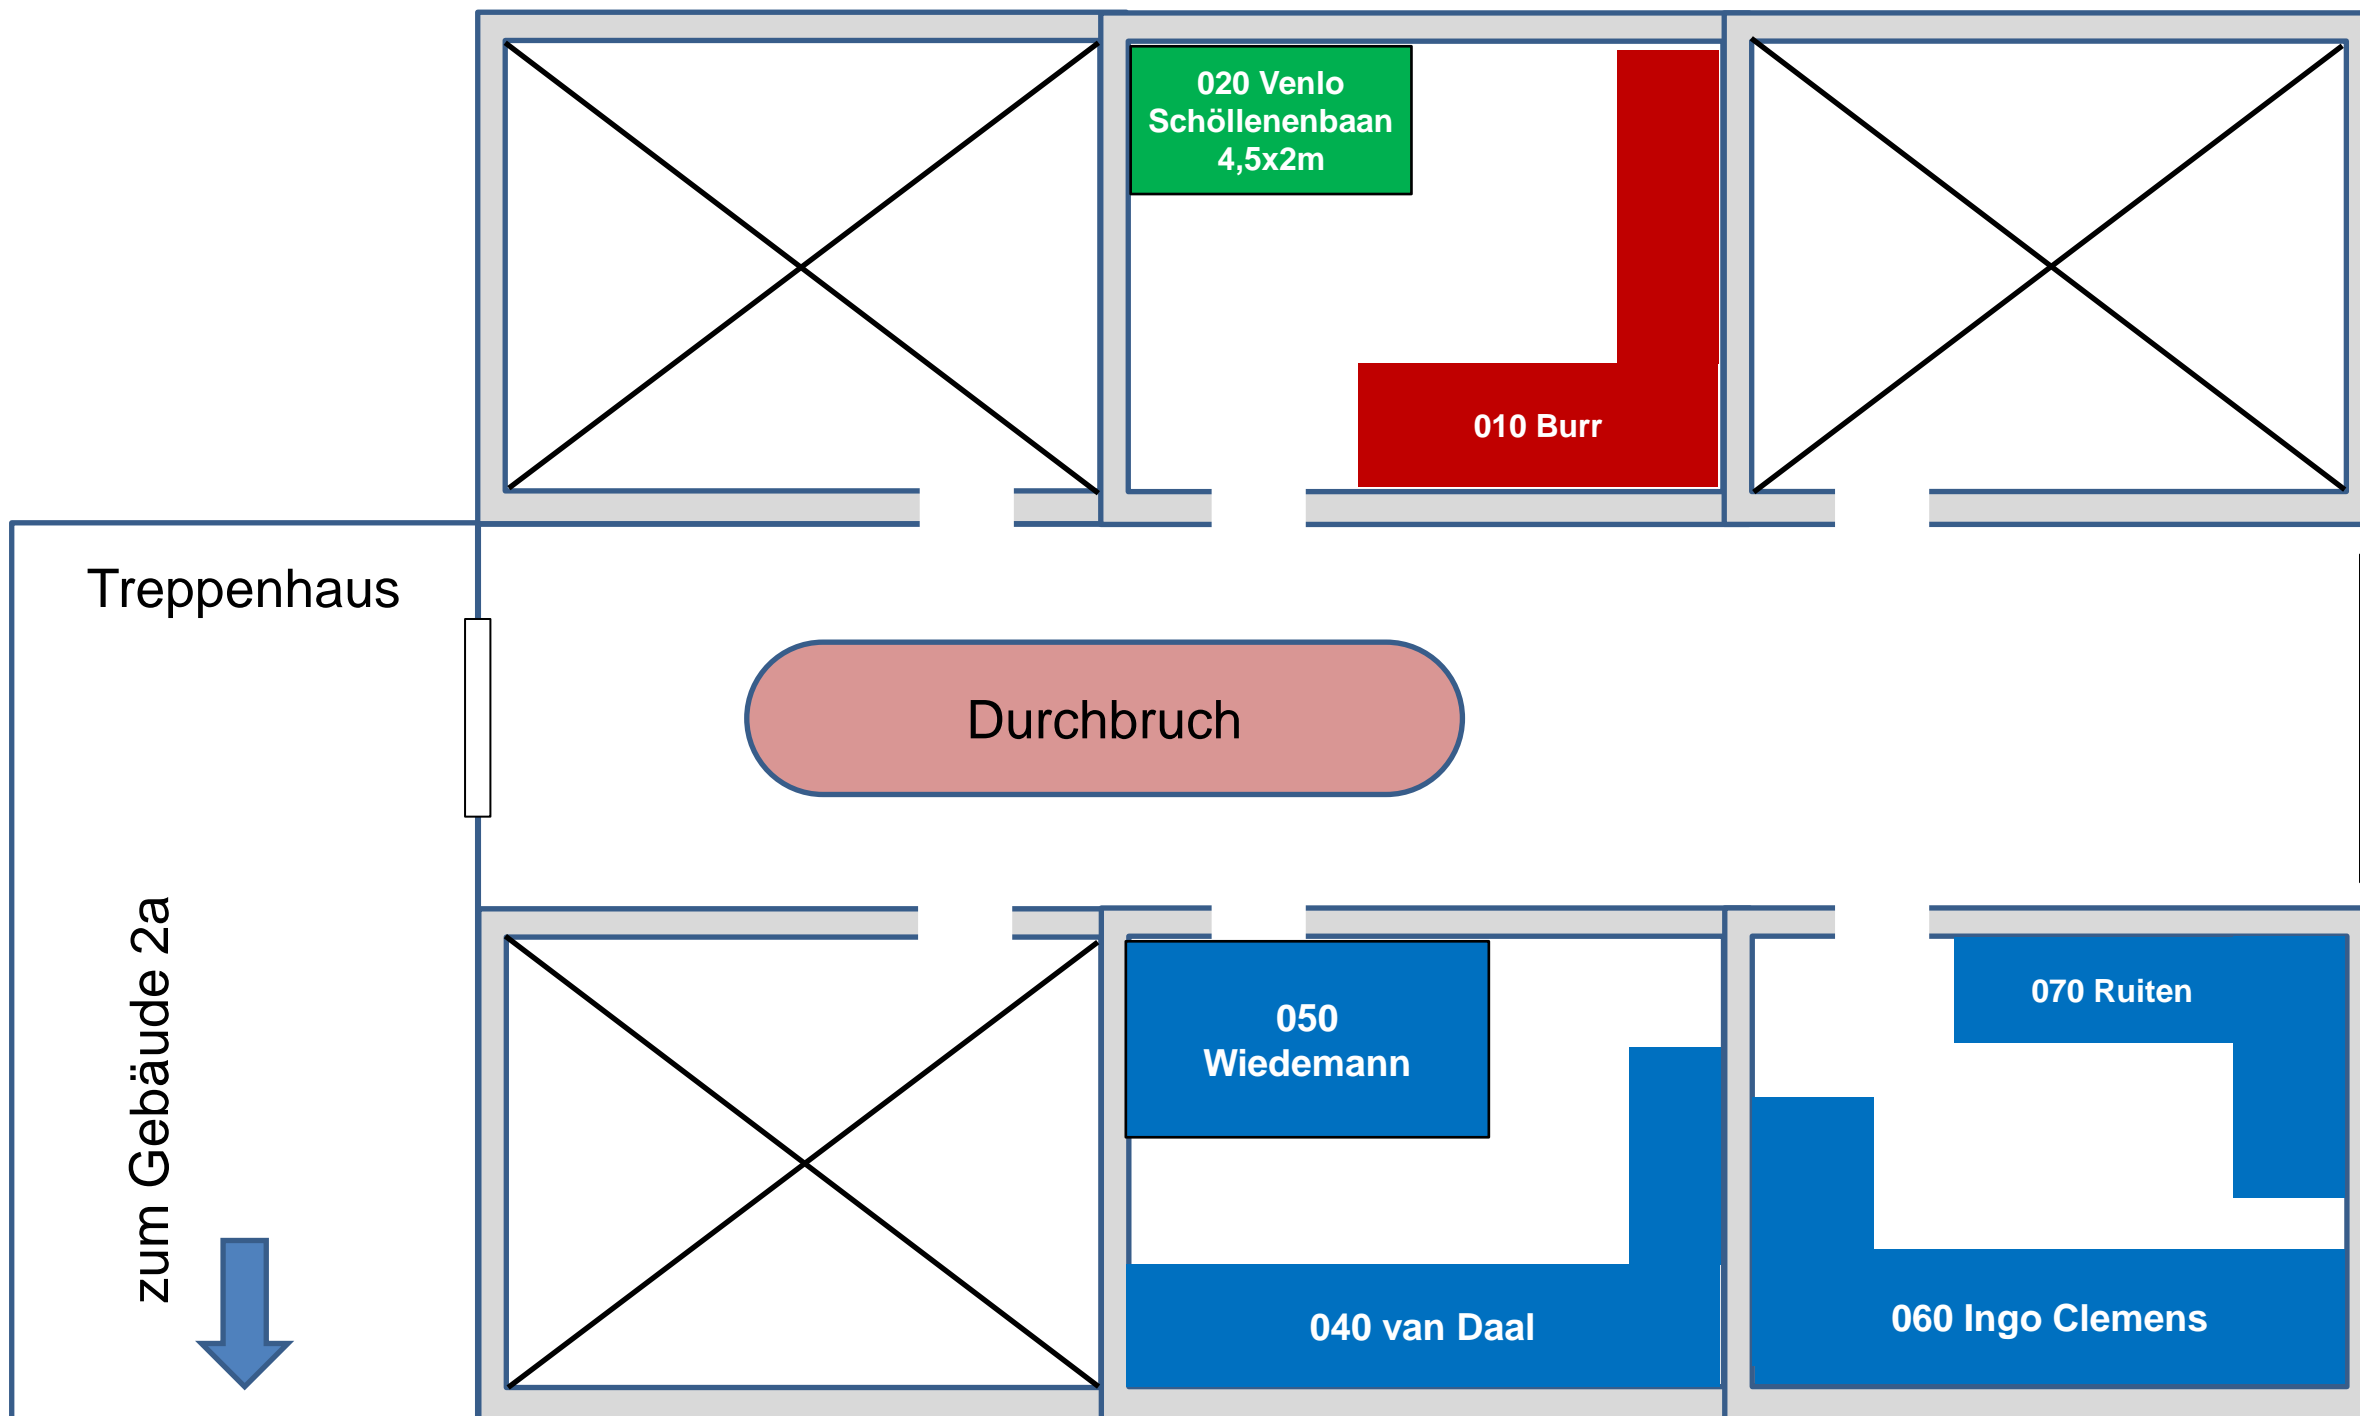 020 Venlo
Schöllenenbaan
4,5x2m
010 Burr
Treppenhaus
Durchbruch
zum Gebäude 2a
050
Wiedemann
070 Ruiten
040 van Daal
060 Ingo Clemens